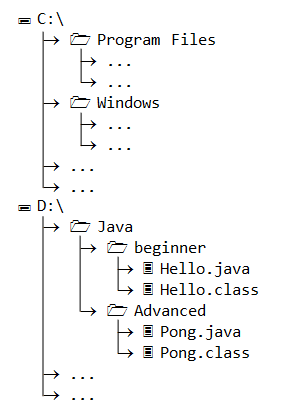 C:\
Program Files
...
...
Windows
...
...
...
...
D:\
Java
beginner
Hello.java
Hello.class
Advanced
Pong.java
Pong.class
...
...